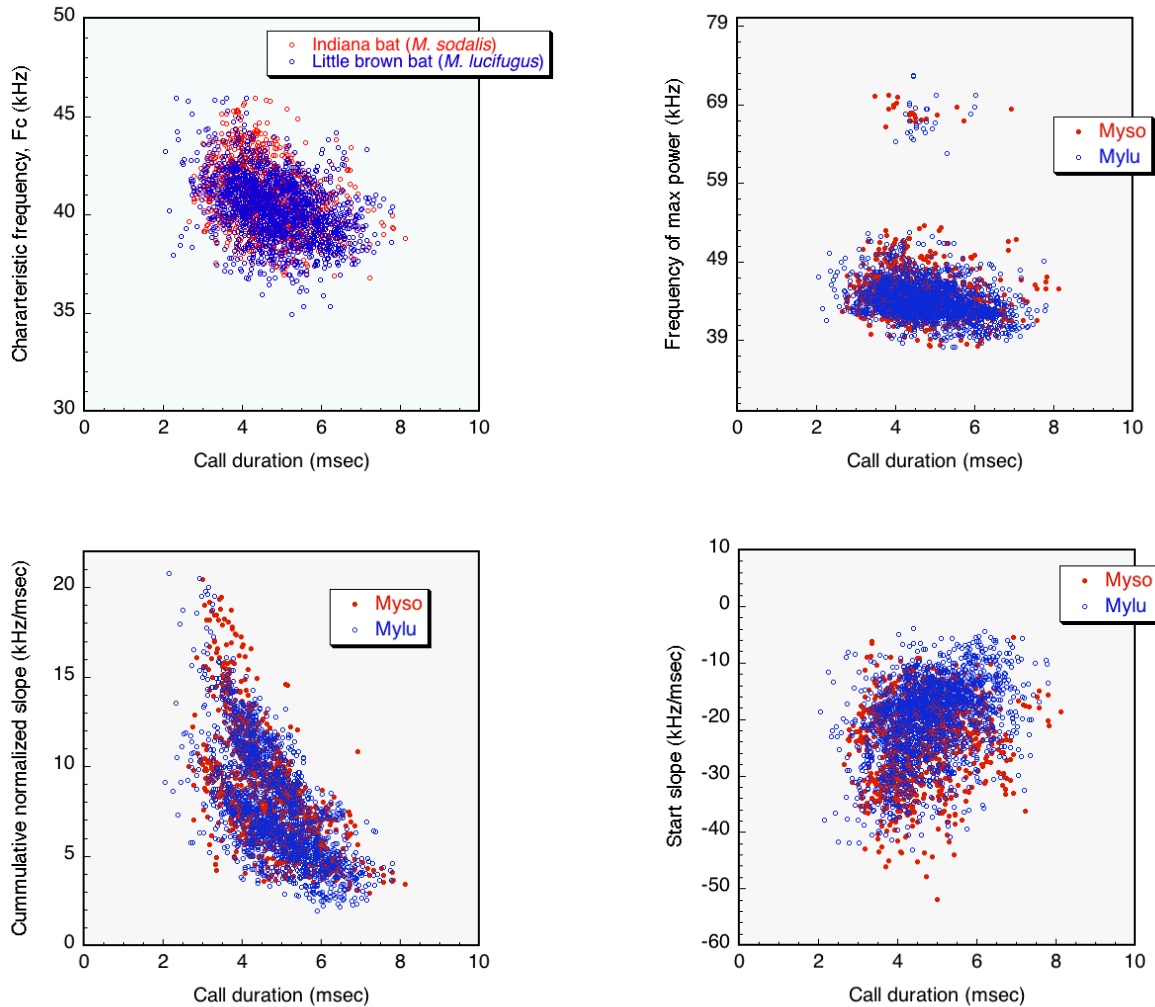 50
45
40
35
30
Charateristic frequency, Fc (kHz)
Indiana bat (M. sodalis)
Little brown bat (M. lucifugus)
0 2 4 6 8 10
Call duration (msec)
79
69
59
49
39
Frequency of max power (kHz)
Myso
Mylu
0 2 4 6 8 10
Call duration (msec)
20
15
10
5
0
Cummulative normalized slope (kHz/msec)
Myso
Mylu
0 2 4 6 8 10
Call duration (msec)
10
0
-10
-20
-30
-40
-50
-60
Start slope (kHz/msec)
Myso
Mylu
0 2 4 6 8 10
Call duration (msec)